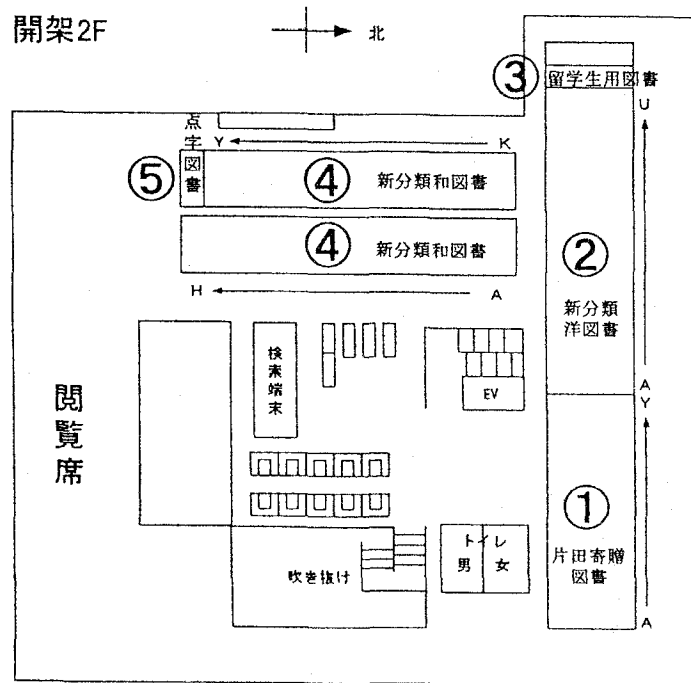 開架2F
北
③ 留学生用図書
U
点字図書
Y
K
⑤
④ 新分類和図書
④ 新分類和図書
H
A
②
新分類
洋図書
検索端末
EV
A
Y
閲覧席
①
片田寄贈
図書
トイレ
男 女
吹き抜け
A